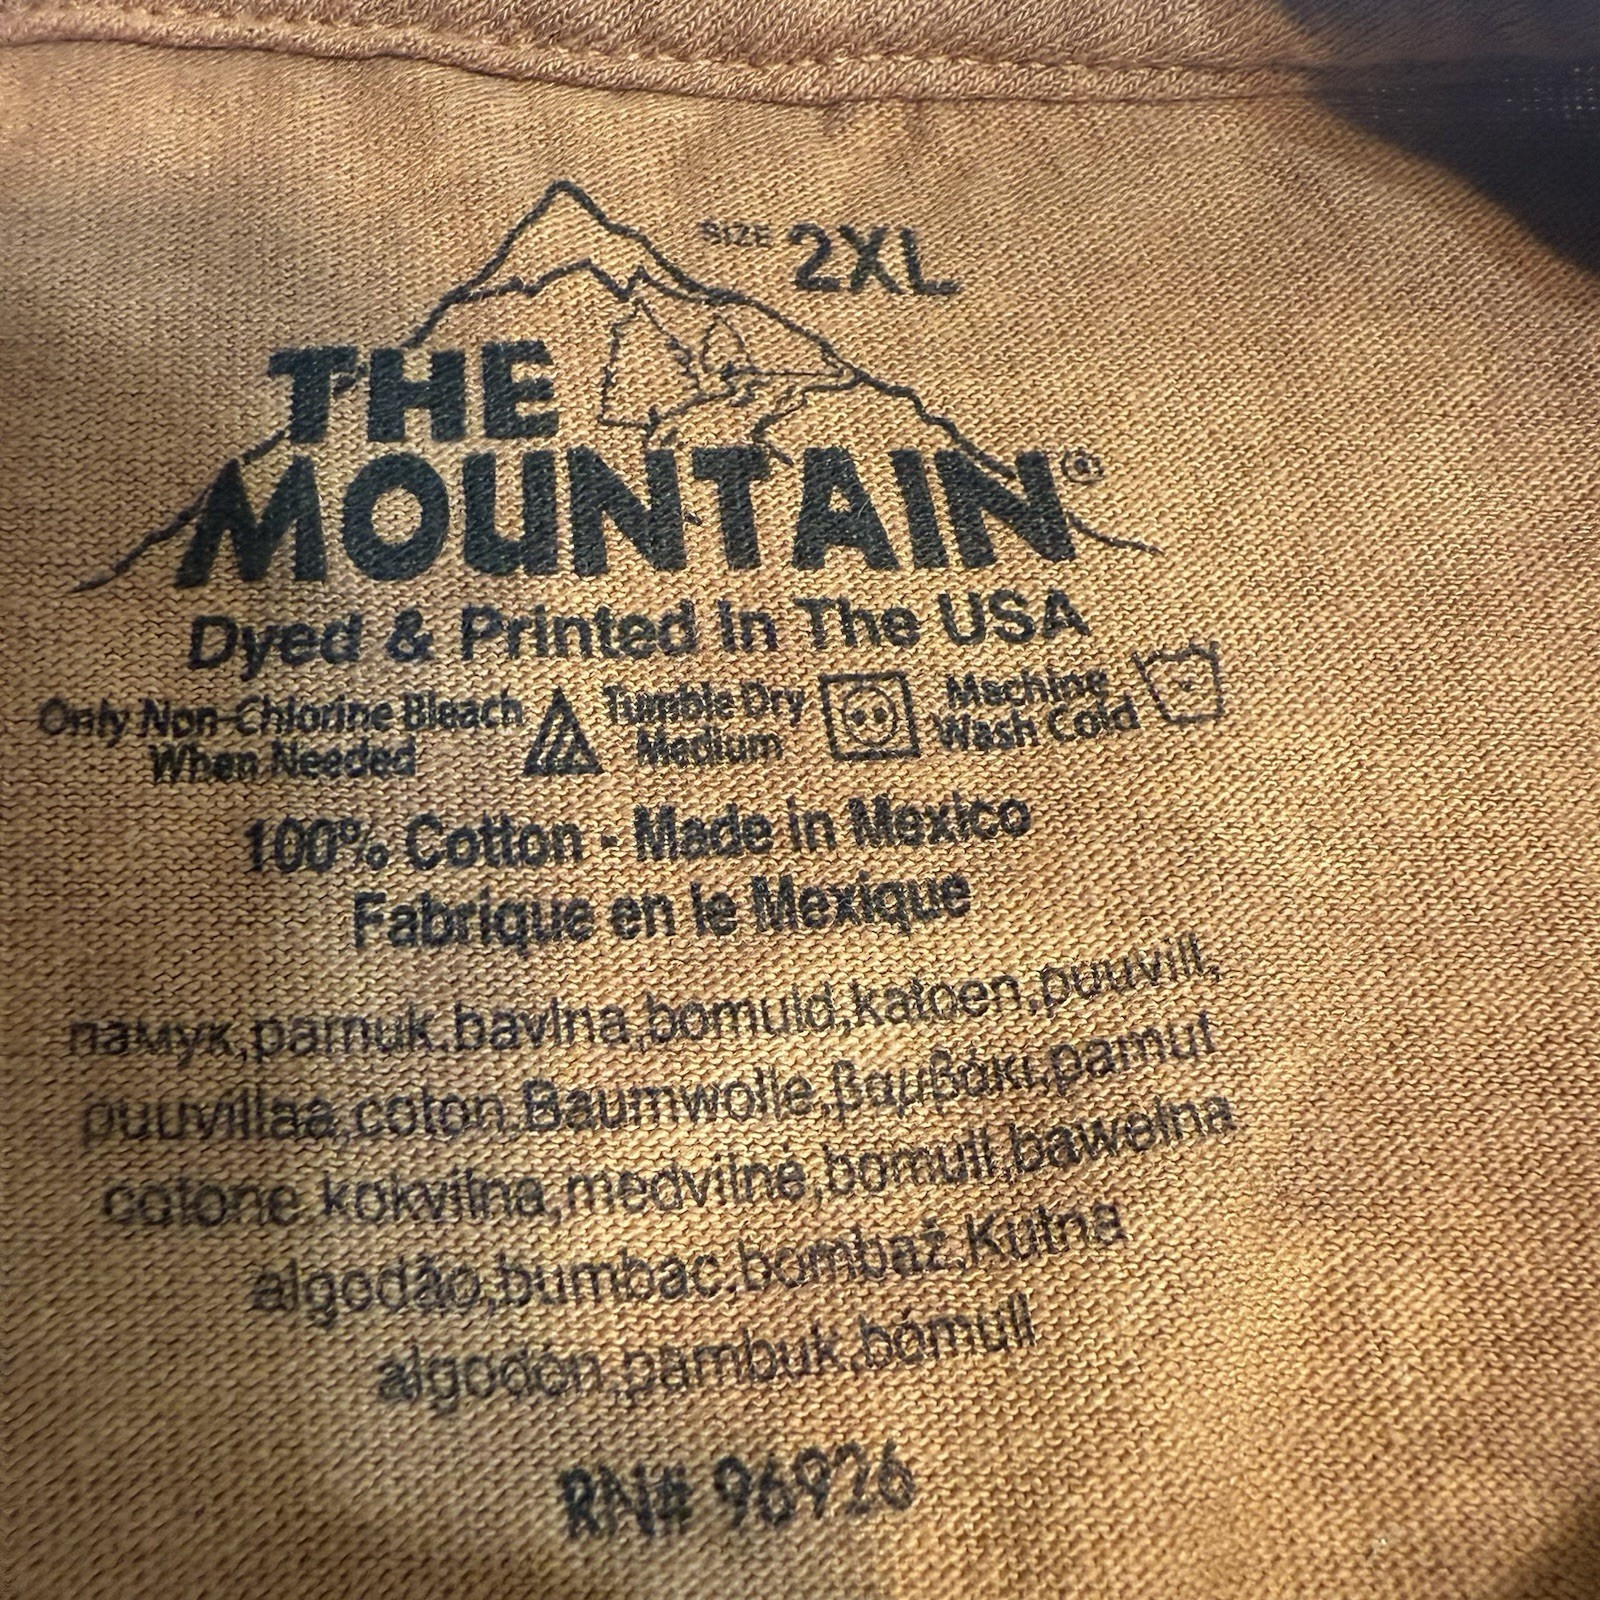 SIZE 2XL
THE
MOUNTAIN®
Dyed & Printed In The USA
Only Non-Chlorine Bleach
When Needed
Tumble Dry
Medium
Machine
Wash Cold
100% Cotton - Made in Mexico
Fabrique en le Mexique
памук,pamuk.bavlna,bomuld,katoen,puuvill,
puuvillaa,coton,Baumwolle,βαμβάκι,pamut
cotone,kokvilna,medvilnė,bomull,bawełna
algodão,bumbac,bombaž,Kutna
algodón,pambuk,bómull
RN# 96926